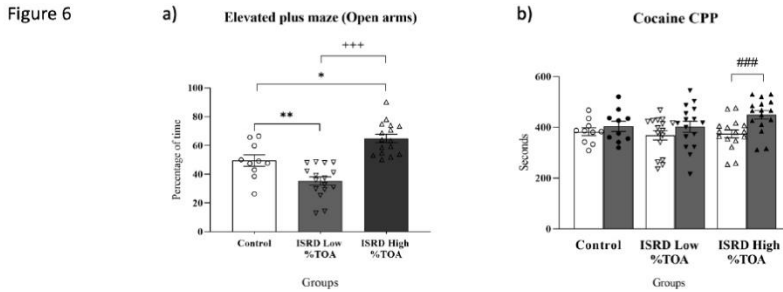 Figure 6
a)
Elevated plus maze (Open arms)
+++
*
**
Percentage of time
100
80
60
40
20
0
Control
ISRD Low
%TOA
ISRD High
%TOA
Groups
b)
Cocaine CPP
###
Seconds
600
400
200
0
Control
ISRD Low
%TOA
ISRD High
%TOA
Groups